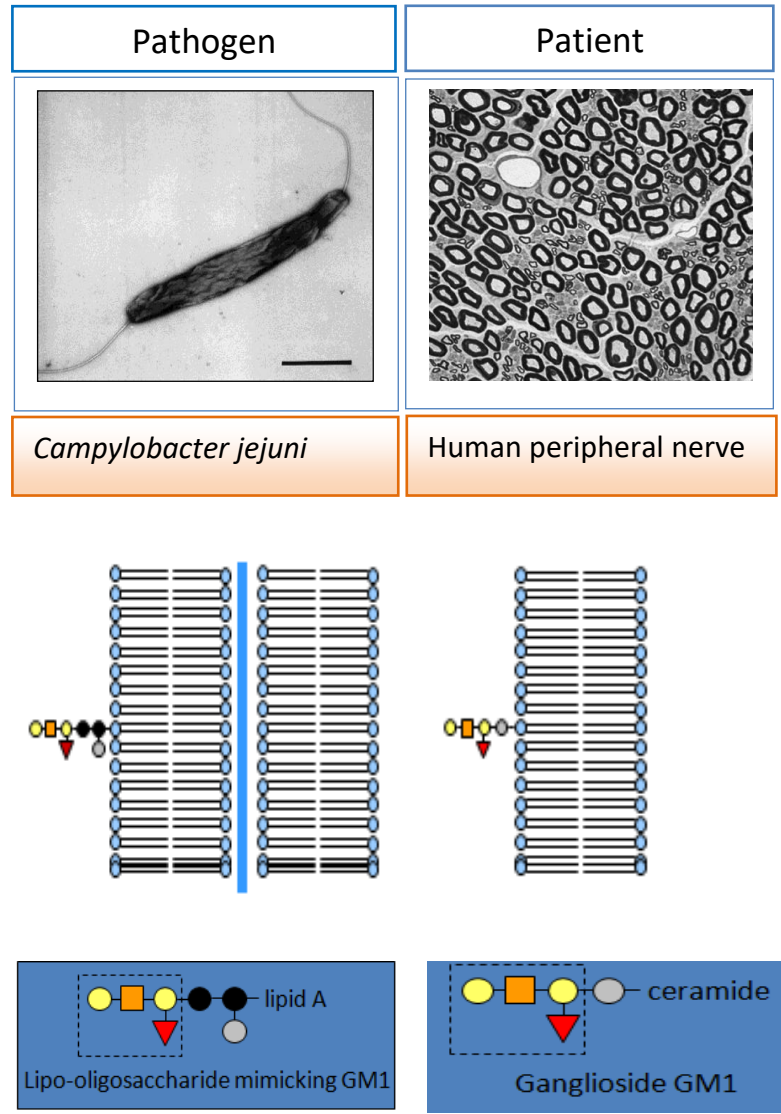 Pathogen
Patient
Campylobacter jejuni
Human peripheral nerve
lipid A
Lipo-oligosaccharide mimicking GM1
ceramide
Ganglioside GM1